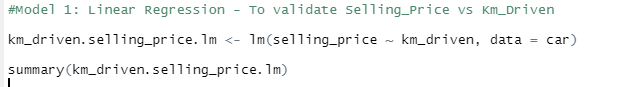 #Model 1: Linear Regression - To validate Selling_Price vs Km_Driven
km_driven.selling_price.lm <- lm(selling_price ~ km_driven, data = car)
summary(km_driven.selling_price.lm)